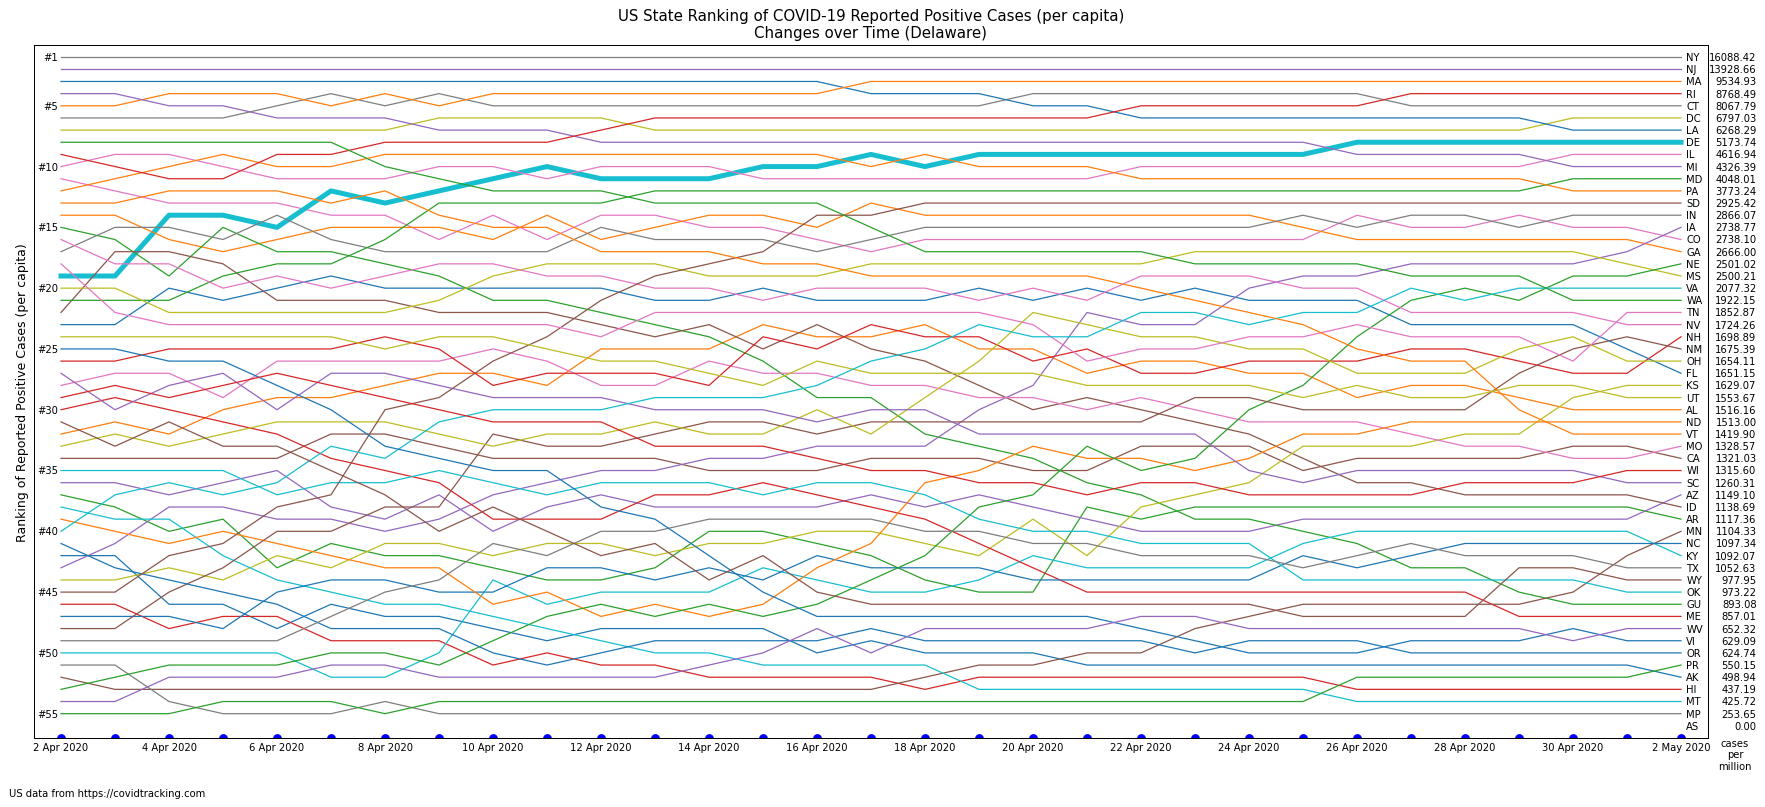 US State Ranking of COVID-19 Reported Positive Cases (per capita)
Changes over Time (Delaware)
Ranking of Reported Positive Cases (per capita)
#1
#5
#10
#15
#20
#25
#30
#35
#40
#45
#50
#55
NY 16088.42
NJ 13928.66
MA 9534.93
RI 8768.49
CT 8067.79
DC 6797.03
LA 6268.29
DE 5173.74
IL 4616.94
MI 4326.39
MD 4048.01
PA 3773.24
SD 2925.42
IN 2866.07
IA 2738.77
CO 2738.10
GA 2666.00
NE 2501.02
MS 2500.21
VA 2077.32
WA 1922.15
TN 1852.87
NV 1724.26
NH 1698.89
NM 1675.39
OH 1654.11
FL 1651.15
KS 1629.07
UT 1553.67
AL 1516.16
ND 1513.00
VT 1419.90
MO 1328.57
CA 1321.03
WI 1315.60
SC 1260.31
AZ 1149.10
ID 1138.69
AR 1117.36
MN 1104.33
NC 1097.34
KY 1092.07
TX 1052.63
WY 977.95
OK 973.22
GU 893.08
ME 857.01
WV 652.32
VI 629.09
OR 624.74
PR 550.15
AK 498.94
HI 437.19
MT 425.72
MP 253.65
AS 0.00
2 Apr 2020 4 Apr 2020 6 Apr 2020 8 Apr 2020 10 Apr 2020 12 Apr 2020 14 Apr 2020 16 Apr 2020 18 Apr 2020 20 Apr 2020 22 Apr 2020 24 Apr 2020 26 Apr 2020 28 Apr 2020 30 Apr 2020 2 May 2020
cases
per
million
US data from https://covidtracking.com